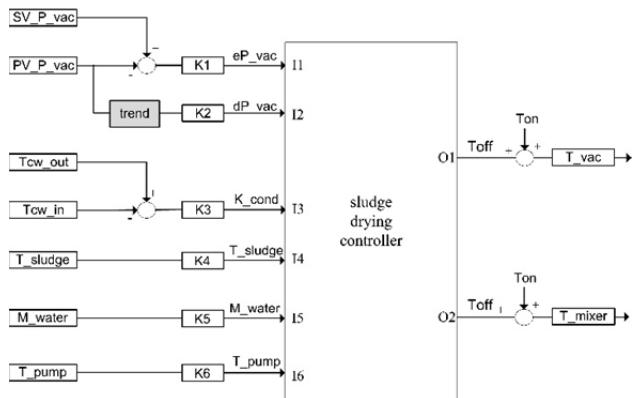 SV_P_vac
PV_P_vac
K1
eP_vac
I1
trend
K2
dP_vac
I2
Tcw_out
Tcw_in
K3
K_cond
I3
T_sludge
K4
T_sludge
I4
M_water
K5
M_water
I5
T_pump
K6
T_pump
I6
sludge
drying
controller
O1
Toff
Ton
+
+
T_vac
O2
Toff
Ton
+
T_mixer